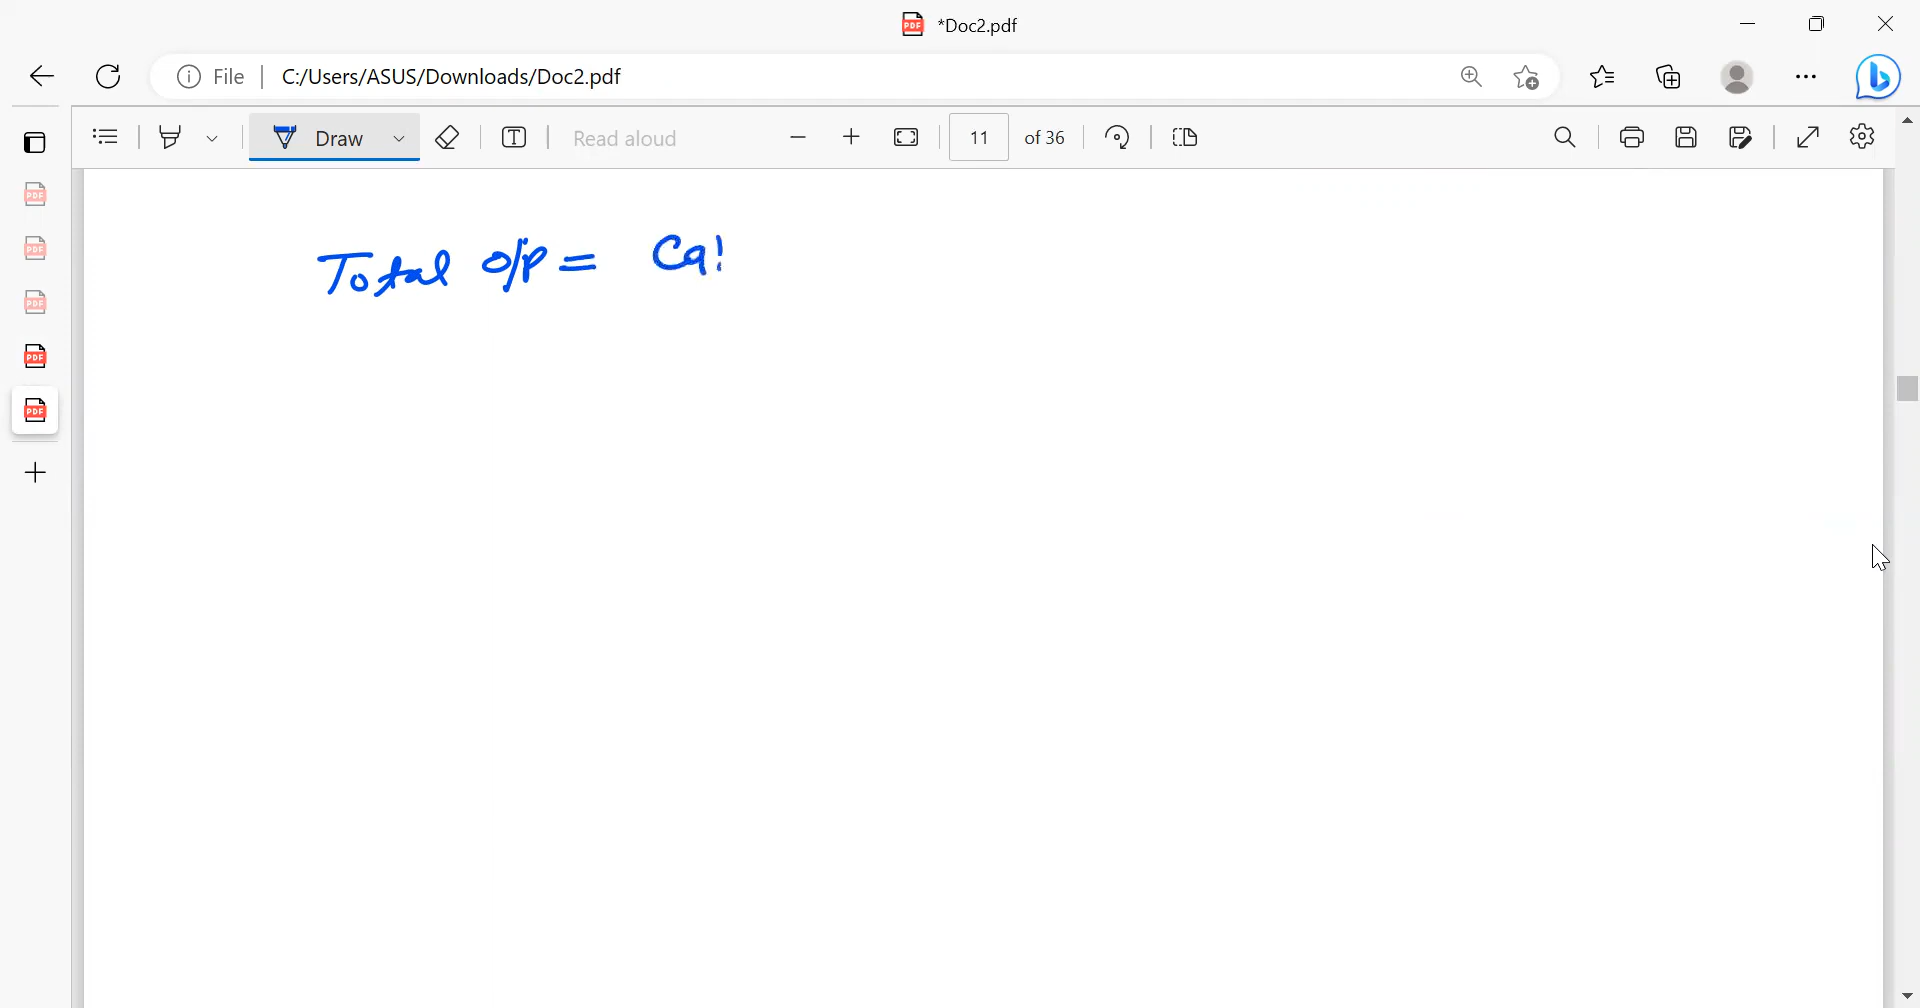 *Doc2.pdf
File C:/Users/ASUS/Downloads/Doc2.pdf
Draw Read aloud 11 of 36
Total o/p = Ca!